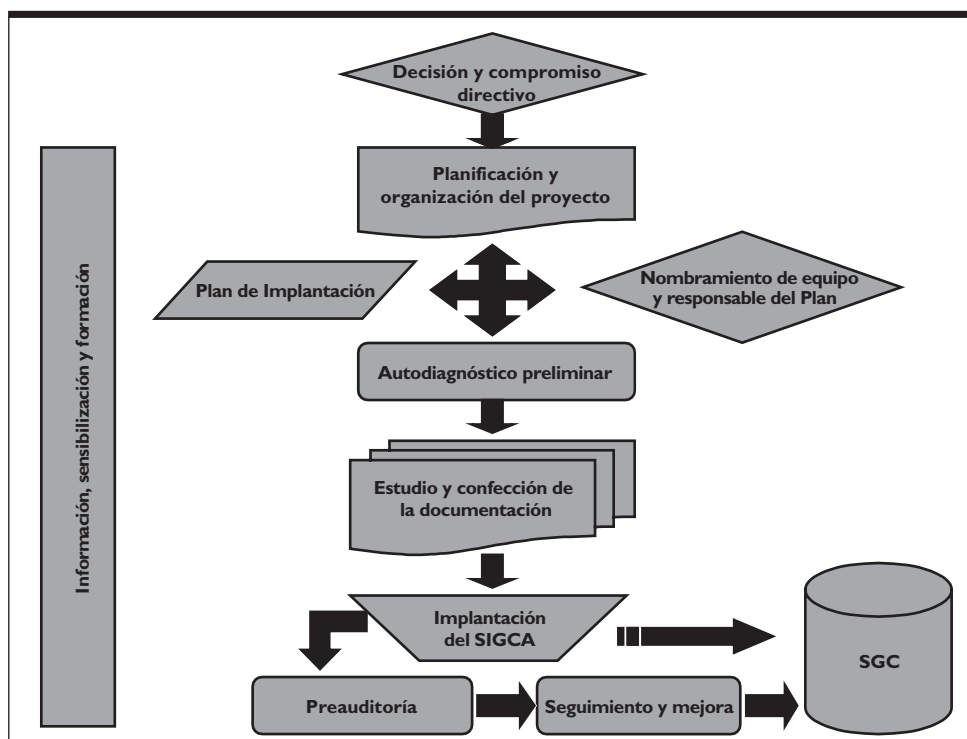 Decisión y compromiso
directivo
Planificación y
organización del proyecto
Plan de Implantación
Nombramiento de equipo
y responsable del Plan
Autodiagnóstico preliminar
Estudio y confección de
la documentación
Implantación
del SIGCA
SGC
Preauditoría
Seguimiento y mejora
Información, sensibilización y formación